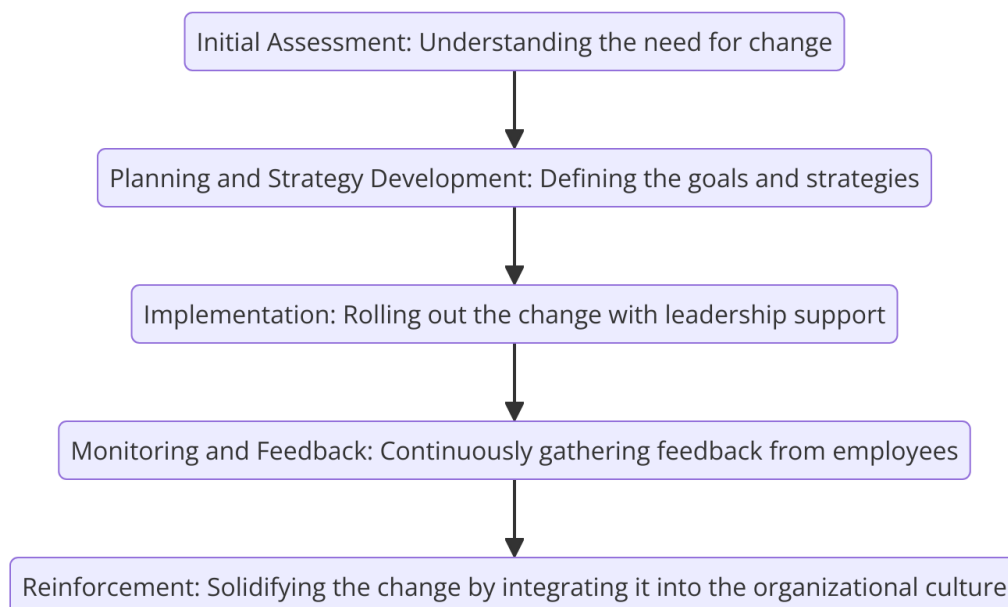 Initial Assessment: Understanding the need for change
Planning and Strategy Development: Defining the goals and strategies
Implementation: Rolling out the change with leadership support
Monitoring and Feedback: Continuously gathering feedback from employees
Reinforcement: Solidifying the change by integrating it into the organizational culture